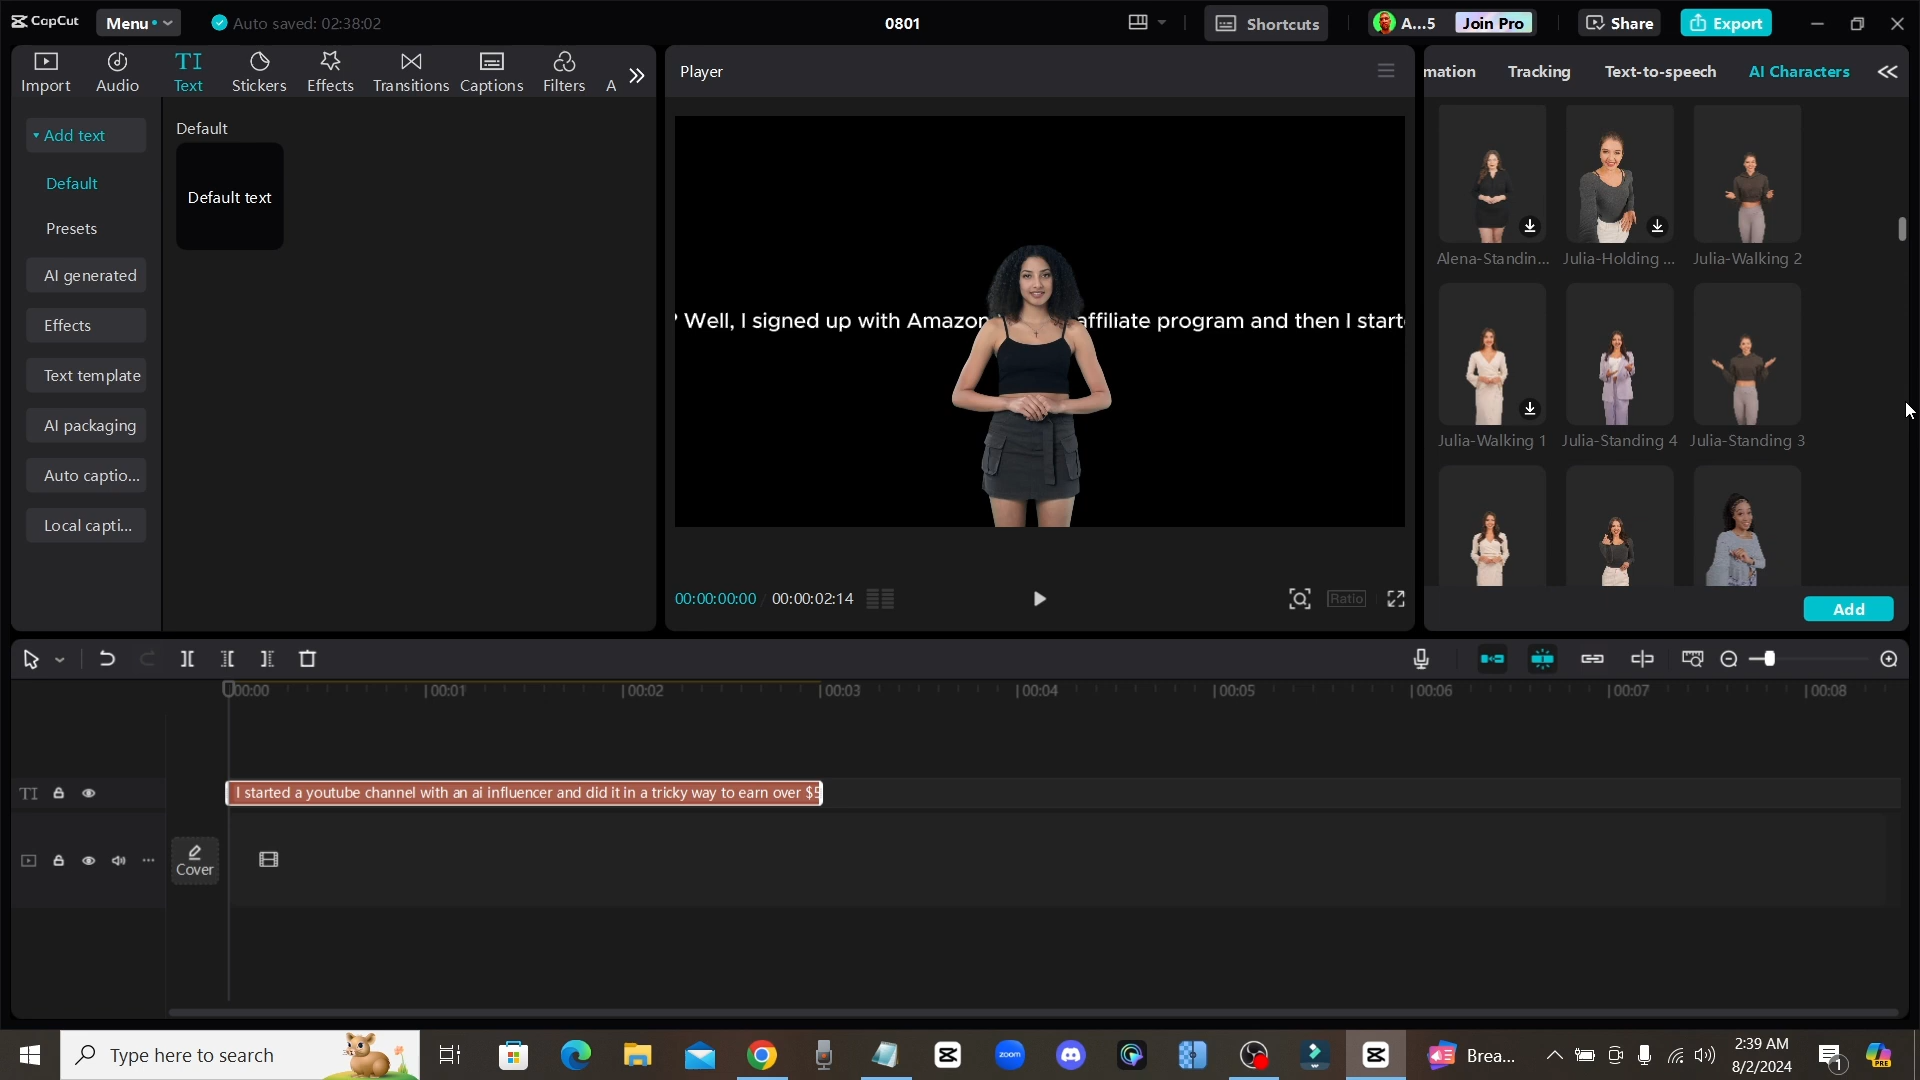 CapCut
Menu
Auto saved: 02:38:02
0801
Shortcuts
A...5
Join Pro
Share
Export
Import
Audio
TI
Text
Stickers
Effects
Transitions
Captions
Filters
A
Player
mation
Tracking
Text-to-speech
AI Characters
Add text
Default
Presets
AI generated
Effects
Text template
AI packaging
Auto captio...
Local capti...
Default
Default text
? Well, I signed up with Amazon affiliate program and then I start
00:00:00:00 / 00:00:02:14
Ratio
Alena-Standin...
Julia-Holding ...
Julia-Walking 2
Julia-Walking 1
Julia-Standing 4
Julia-Standing 3
Add
00:00
00:01
00:02
00:03
00:04
00:05
00:06
00:07
00:08
TI
I started a youtube channel with an ai influencer and did it in a tricky way to earn over $5
Cover
Type here to search
zoom
Brea...
2:39 AM
8/2/2024
1
PRE